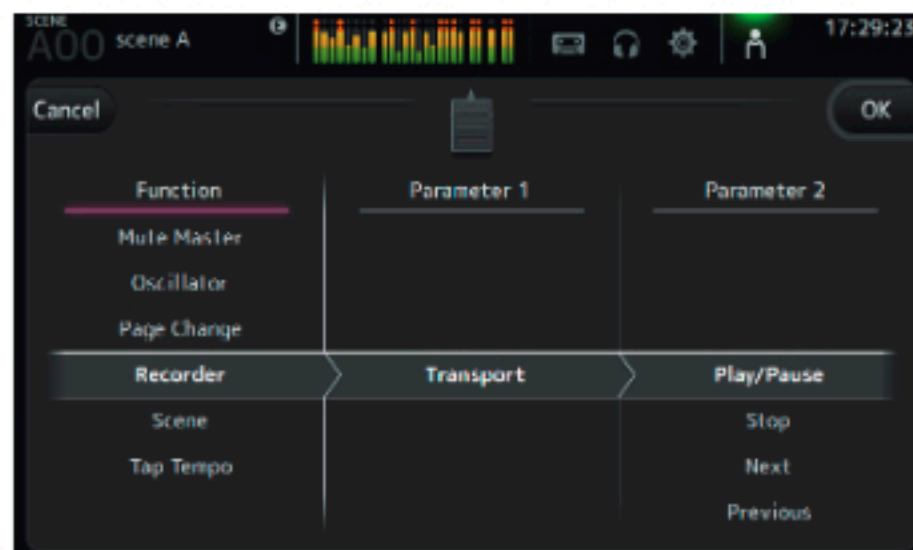 SCENE
A00 scene A E 17:29:23
Cancel OK
Function Parameter 1 Parameter 2
Mute Master
Oscillator
Page Change
Recorder Transport Play/Pause
Scene Stop
Tap Tempo Next
Previous